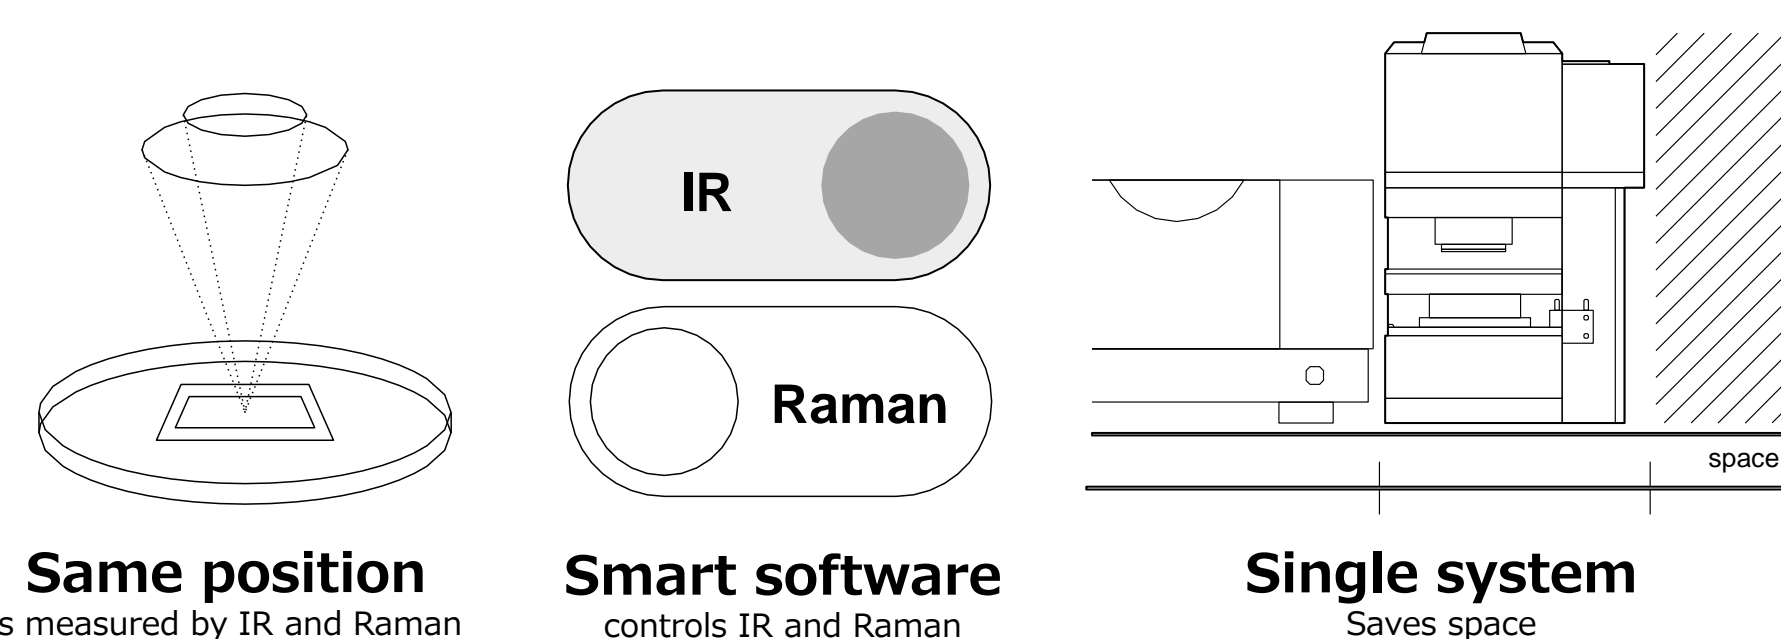 IR
Raman
space
Same position
s measured by IR and Raman
Smart software
controls IR and Raman
Single system
Saves space